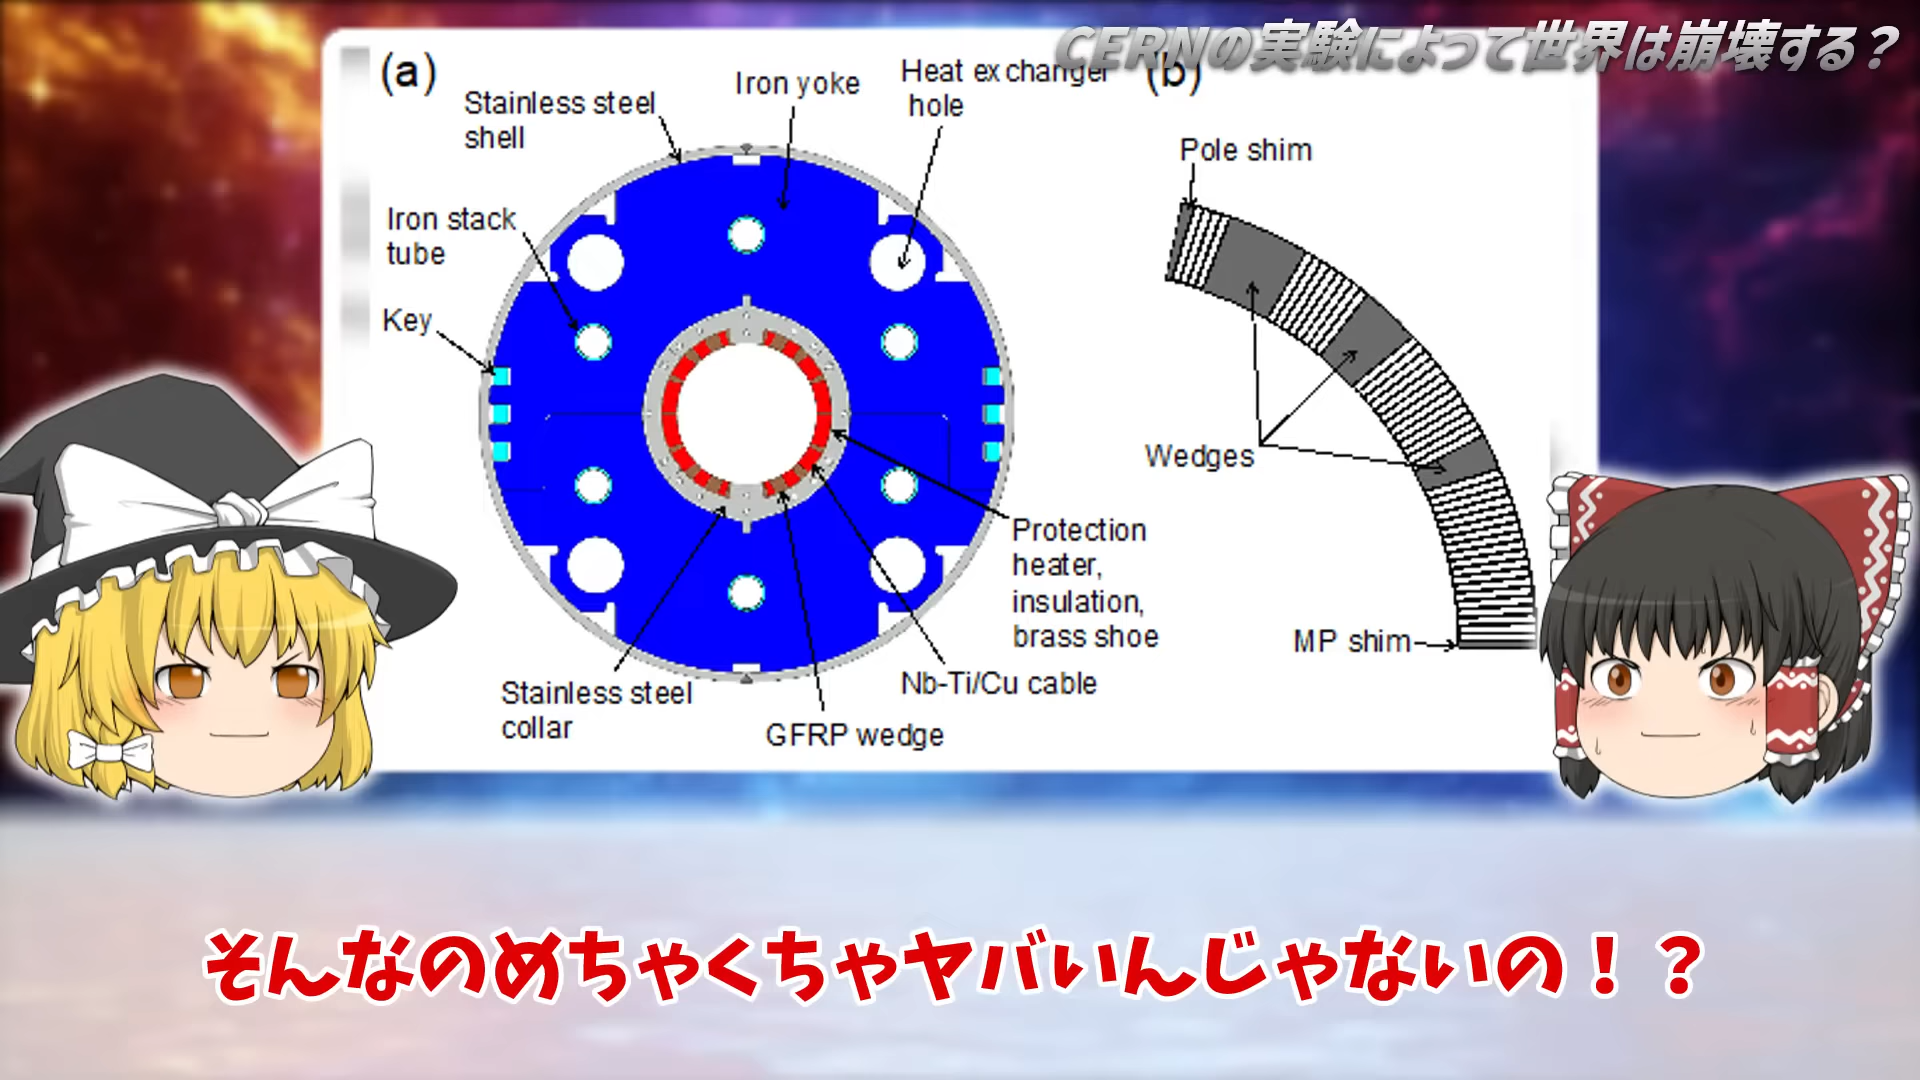 CERNの実験によって世界は崩壊する？
(a)
Stainless steel
shell
Iron yoke
Heat exchanger
hole
Iron stack
tube
Key
Stainless steel
collar
GFRP wedge
Nb-Ti/Cu cable
Protection
heater,
insulation,
brass shoe
(b)
Pole shim
Wedges
MP shim
そんなのめちゃくちゃヤバいんじゃないの！？